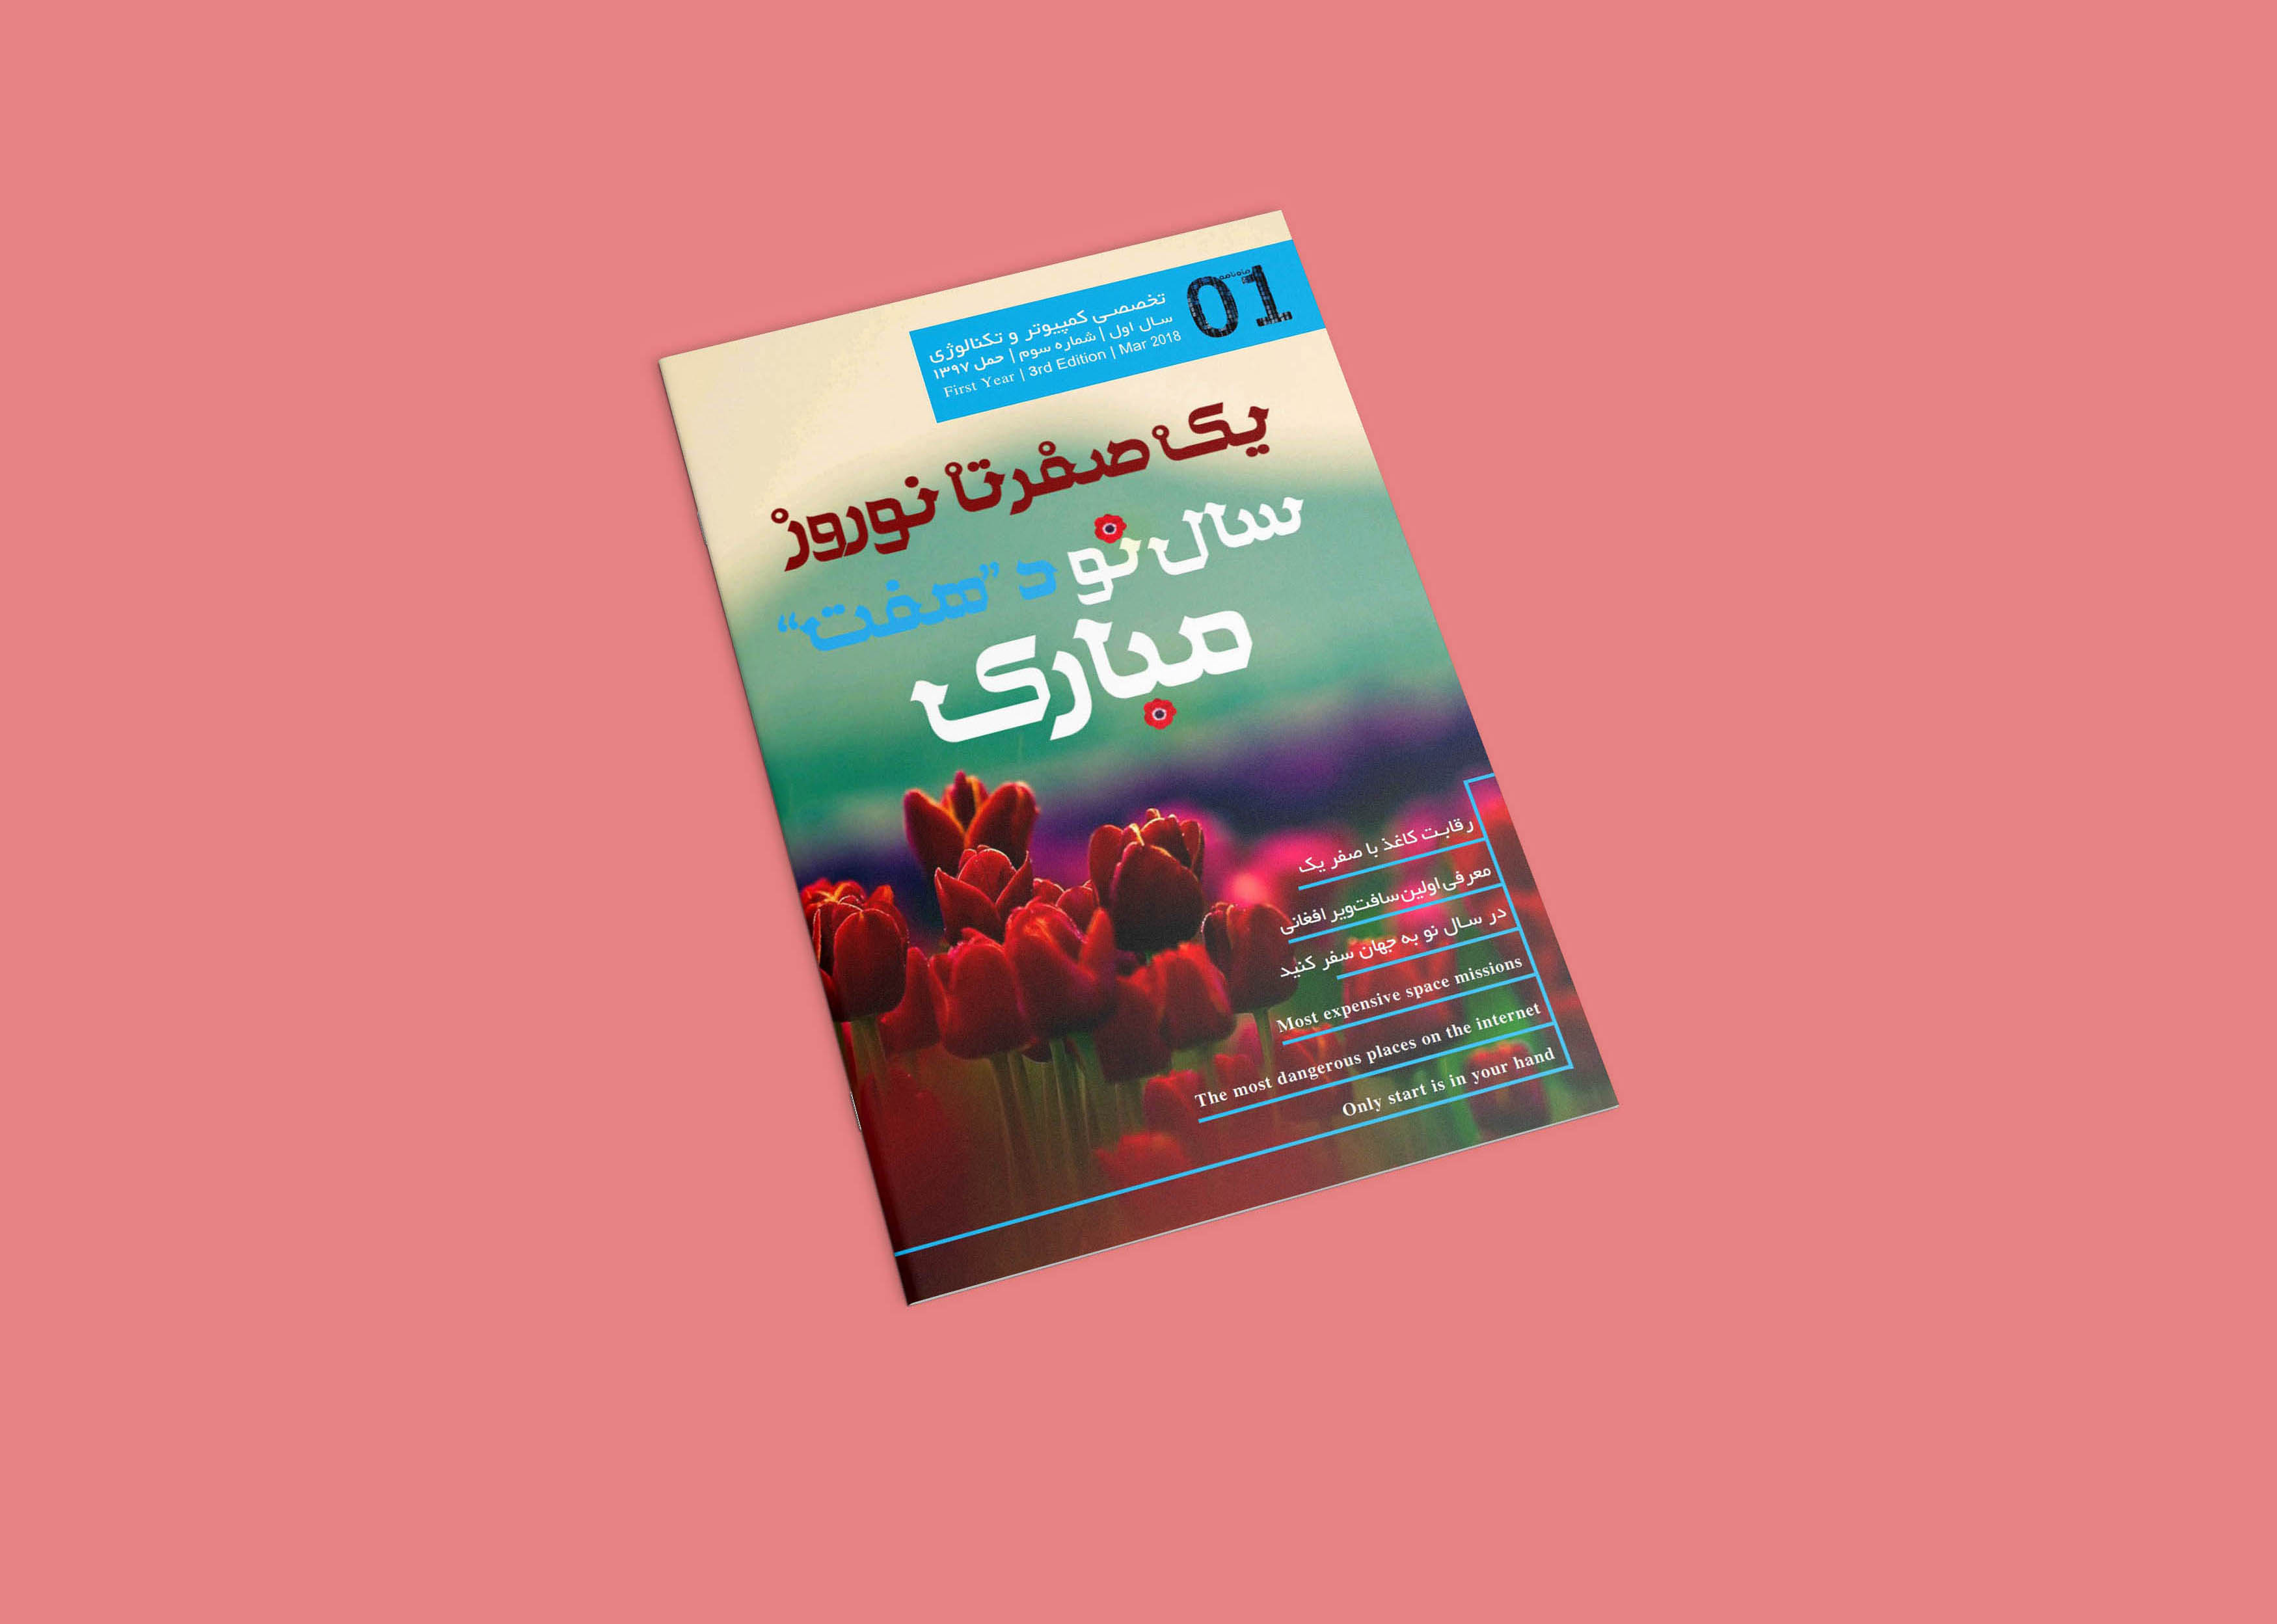 ماه‌نامه
01
تخصصی کمپیوتر و تکنالوژی
سال اول | شماره سوم | حمل ۱۳۹۷
First Year | 3rd Edition | Mar 2018
یک صفر تا نوروز
سال نو د "هفت"
مبارک
رقابت کاغذ با صفر یک
معرفی اولین سافت‌ویر افغانی
در سال نو به جهان سفر کنید
Most expensive space missions
The most dangerous places on the internet
Only start is in your hand